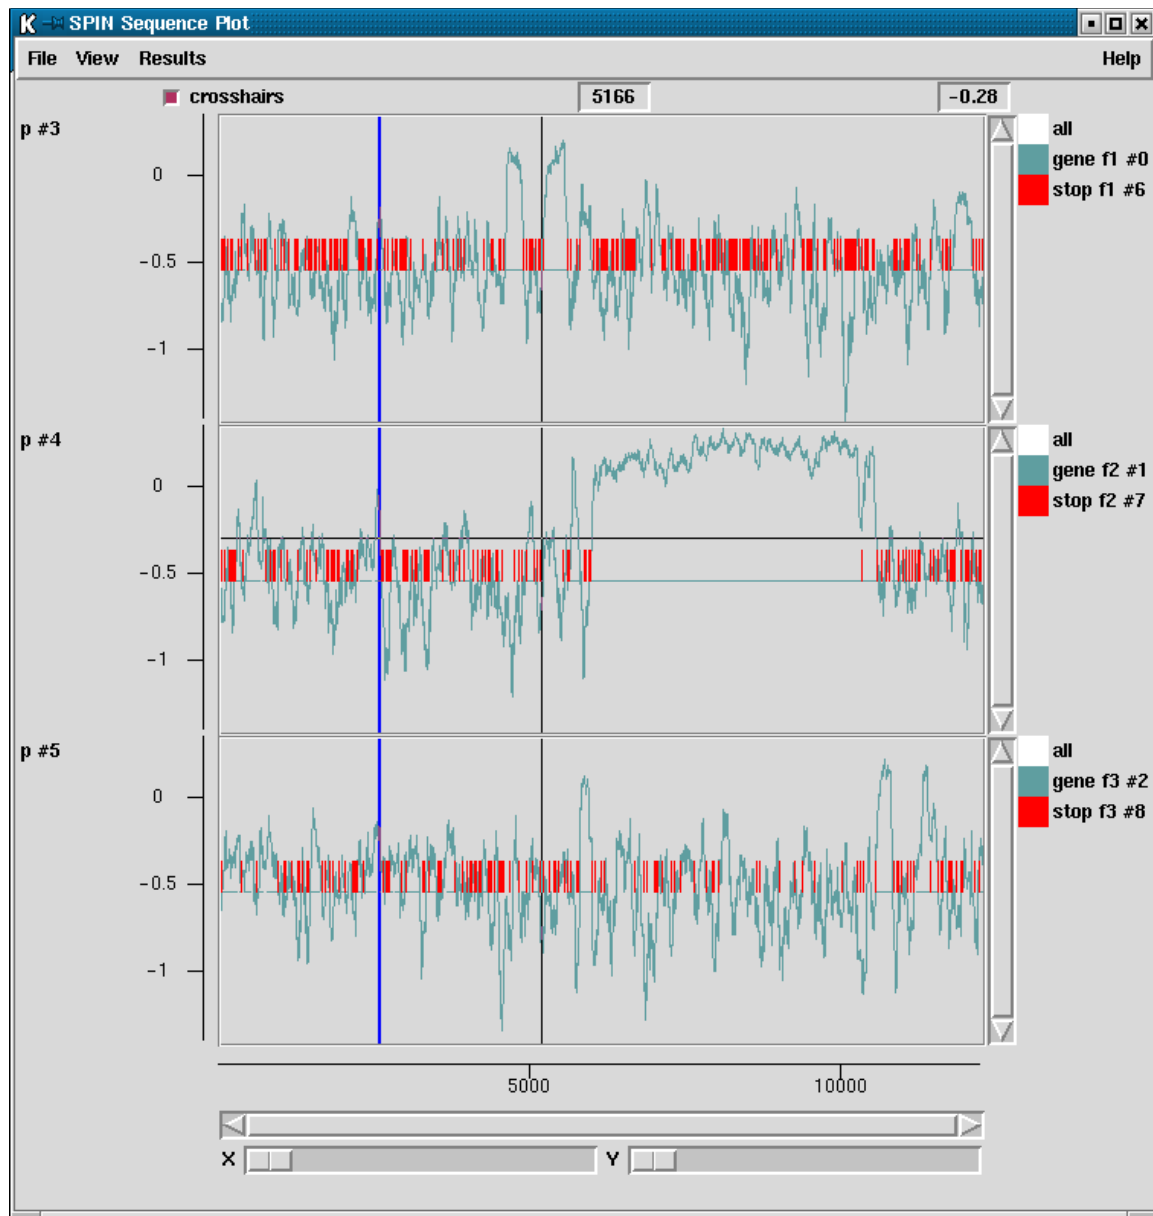 SPIN Sequence Plot
File View Results Help
crosshairs 5166 -0.28
p #3
all
gene f1 #0
stop f1 #6
0
-0.5
-1
p #4
all
gene f2 #1
stop f2 #7
0
-0.5
-1
p #5
all
gene f3 #2
stop f3 #8
0
-0.5
-1
5000 10000
X Y